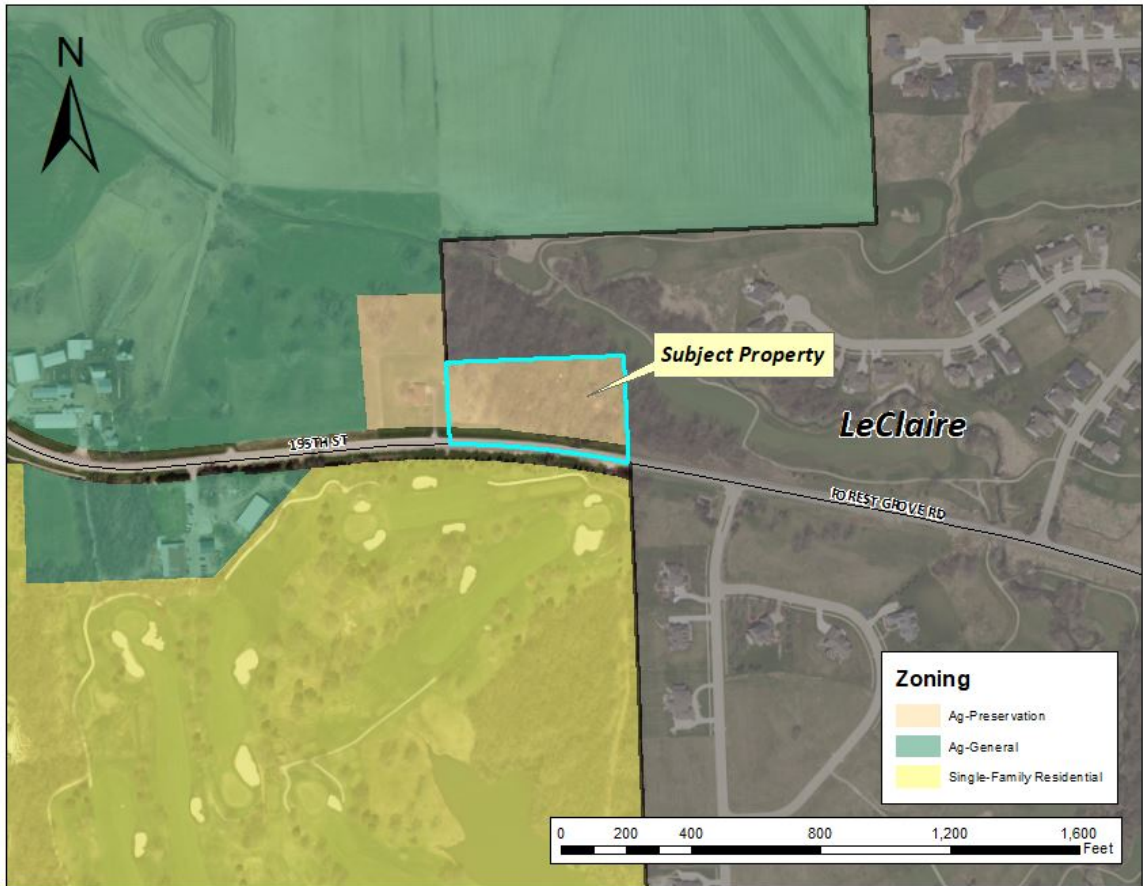 N
Subject Property
LeClaire
195TH ST
FOREST GROVE RD
Zoning
Ag-Preservation
Ag-General
Single-Family Residential
0 200 400 800 1,200 1,600
Feet